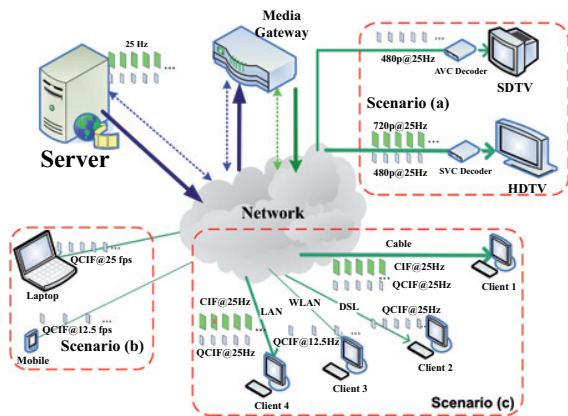 Media
Gateway
25 Hz
...
Server
Network
...
480p@25Hz
AVC Decoder
SDTV
Scenario (a)
720p@25Hz
...
480p@25Hz
SVC Decoder
HDTV
...
QCIF@25 fps
Laptop
...
QCIF@12.5 fps
Mobile
Scenario (b)
Cable
CIF@25Hz
...
QCIF@25Hz
Client 1
LAN
WLAN
DSL
CIF@25Hz
...
QCIF@25Hz
Client 4
...
QCIF@12.5Hz
Client 3
QCIF@25Hz
...
Client 2
Scenario (c)